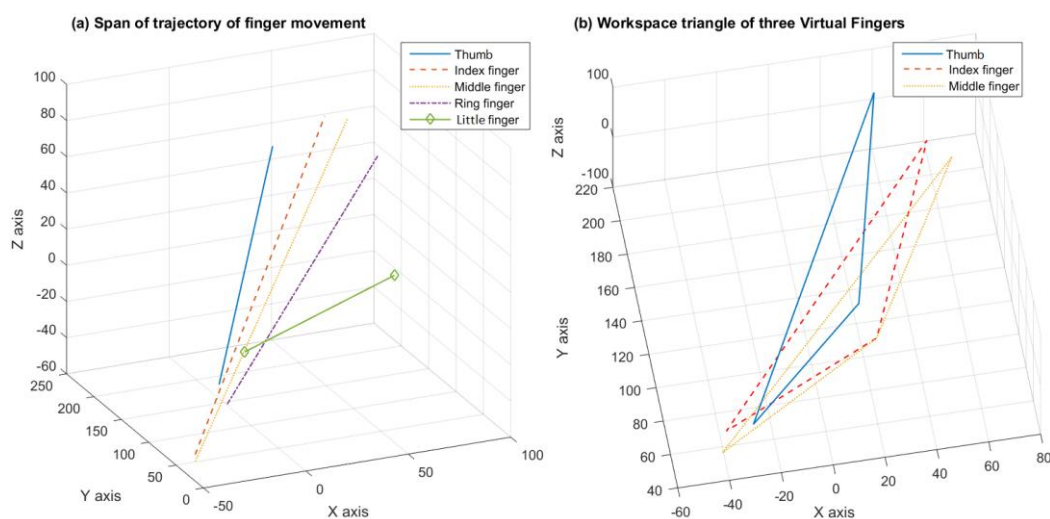 (a) Span of trajectory of finger movement
Thumb
Index finger
Middle finger
Ring finger
Little finger
100
80
60
40
20
0
-20
-40
-60
Z axis
250
200
150
100
50
0
Y axis
-50
0
50
100
X axis
(b) Workspace triangle of three Virtual Fingers
Thumb
Index finger
Middle finger
100
0
-100
Z axis
220
200
180
160
140
120
100
80
60
40
Y axis
-60
-40
-20
0
20
40
60
80
X axis